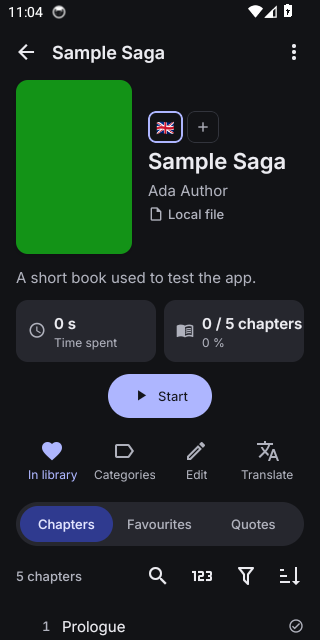 11:04
Sample Saga
Sample Saga
Ada Author
Local file
A short book used to test the app.
0 s
Time spent
0 / 5 chapters
0 %
Start
In library
Categories
Edit
Translate
Chapters
Favourites
Quotes
5 chapters
123
1 Prologue